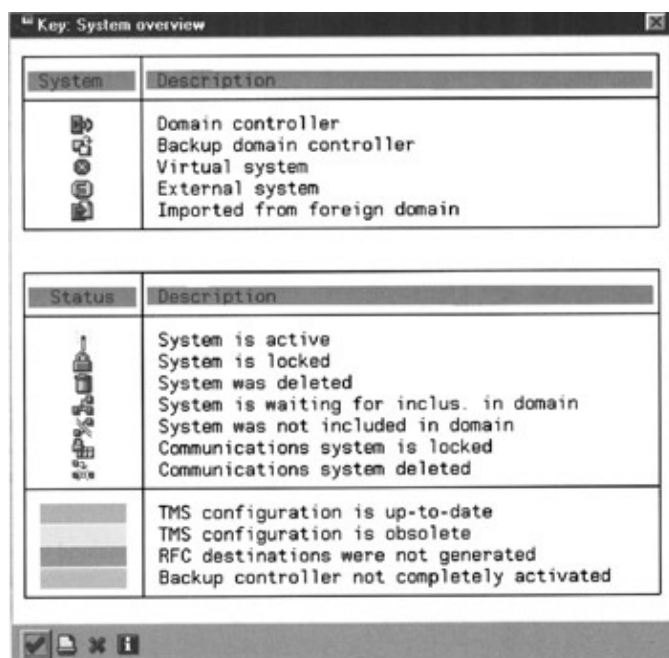 Key: System overview
System Description
Domain controller
Backup domain controller
Virtual system
External system
Imported from foreign domain
Status Description
System is active
System is locked
System was deleted
System is waiting for inclus. in domain
System was not included in domain
Communications system is locked
Communications system deleted
TMS configuration is up-to-date
TMS configuration is obsolete
RFC destinations were not generated
Backup controller not completely activated